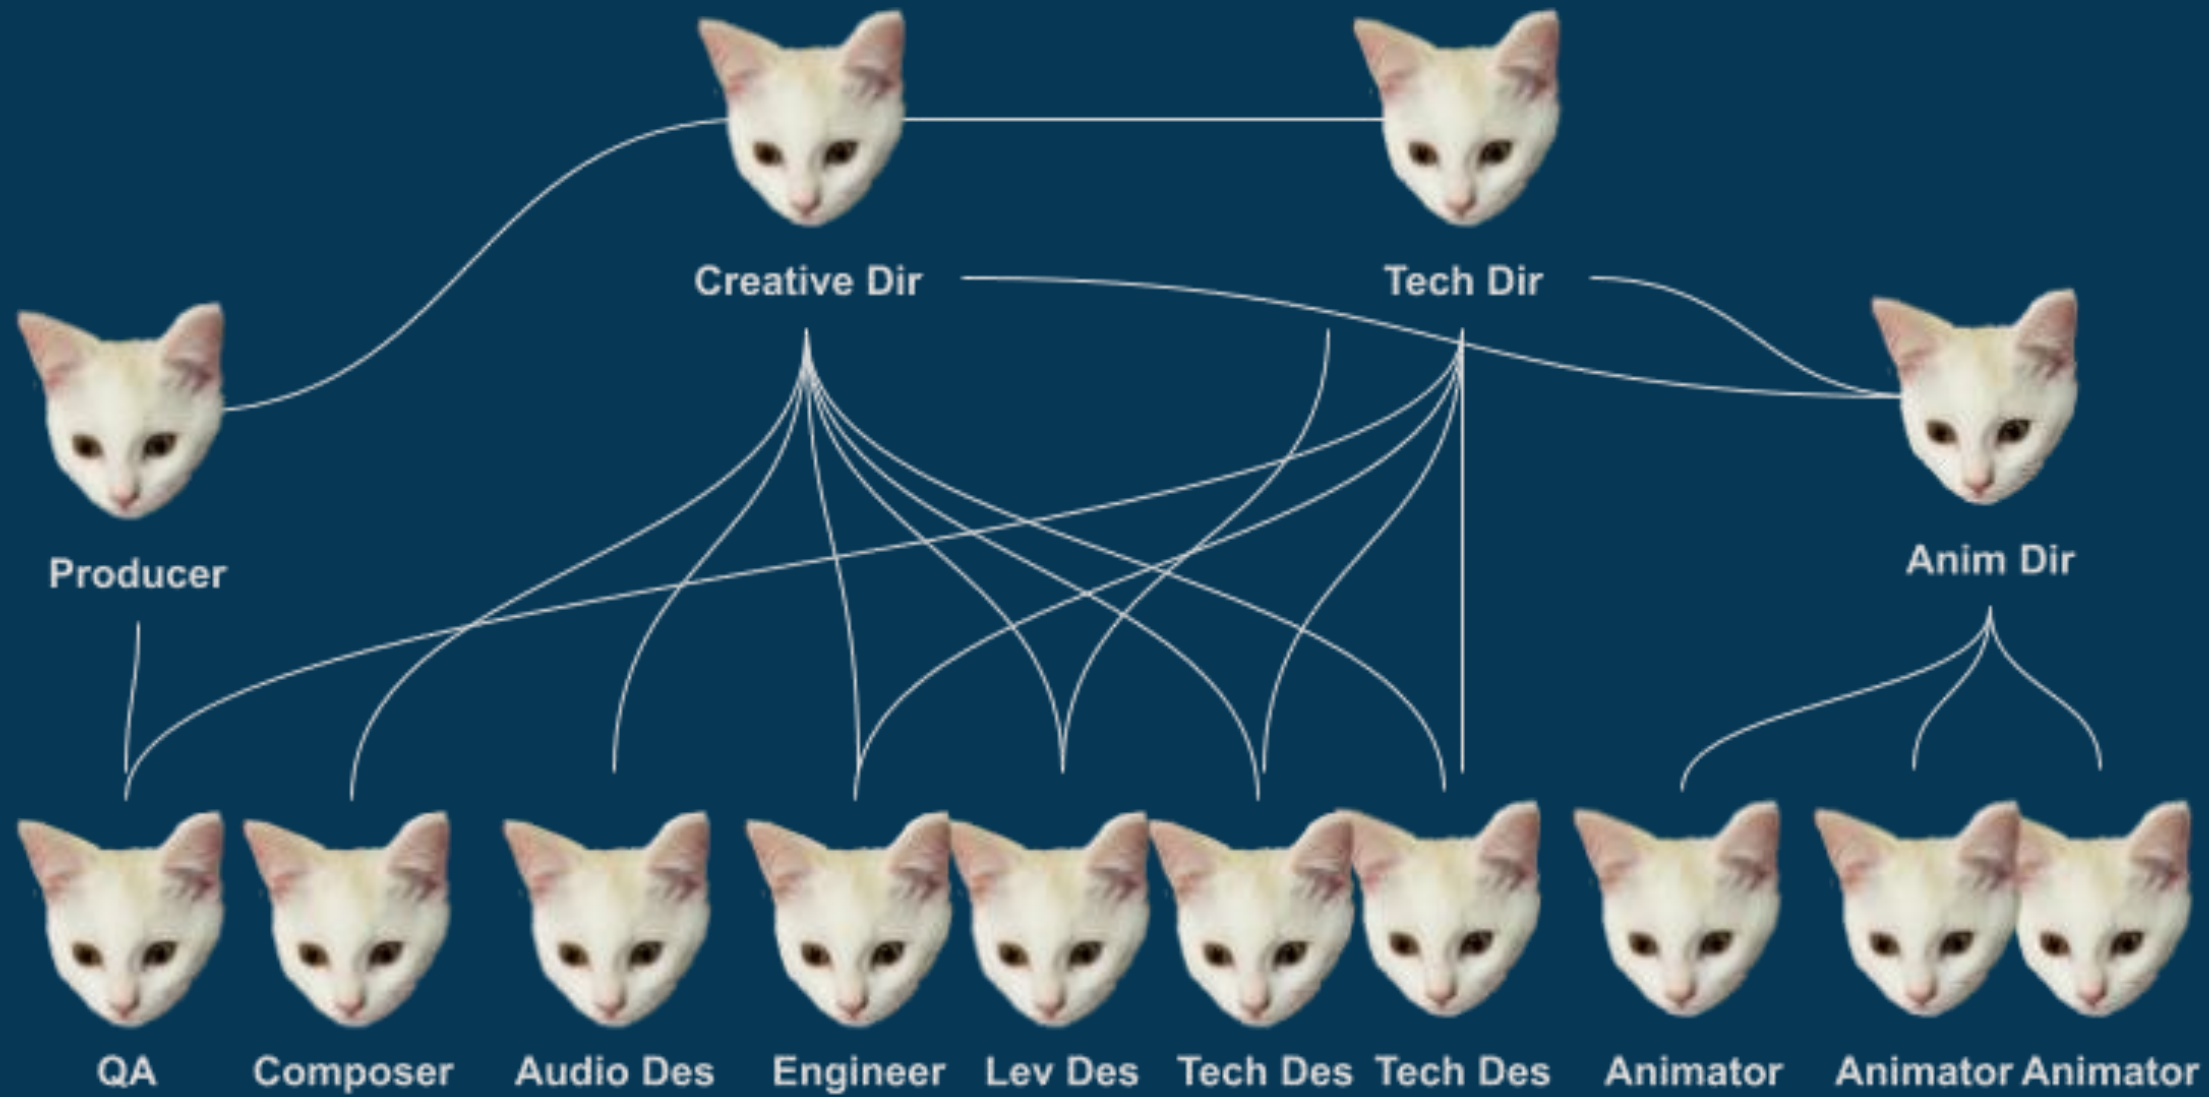 Creative Dir
Tech Dir
Producer
Anim Dir
QA
Composer
Audio Des
Engineer
Lev Des
Tech Des
Tech Des
Animator
Animator
Animator